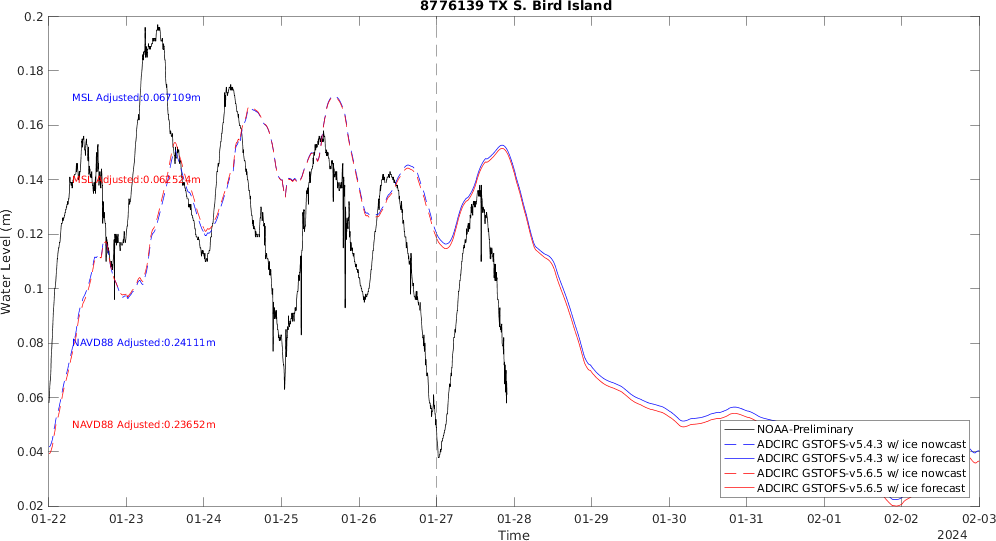 8776139 TX S. Bird Island
Water Level (m)
0.2
0.18
0.16
0.14
0.12
0.1
0.08
0.06
0.04
0.02
MSL Adjusted:0.067109m
MSL Adjusted:0.062524m
NAVD88 Adjusted:0.24111m
NAVD88 Adjusted:0.23652m
NOAA-Preliminary
ADCIRC GSTOFS-v5.4.3 w/ ice nowcast
ADCIRC GSTOFS-v5.4.3 w/ ice forecast
ADCIRC GSTOFS-v5.6.5 w/ ice nowcast
ADCIRC GSTOFS-v5.6.5 w/ ice forecast
01-22 01-23 01-24 01-25 01-26 01-27 01-28 01-29 01-30 01-31 02-01 02-02 02-03
Time
2024